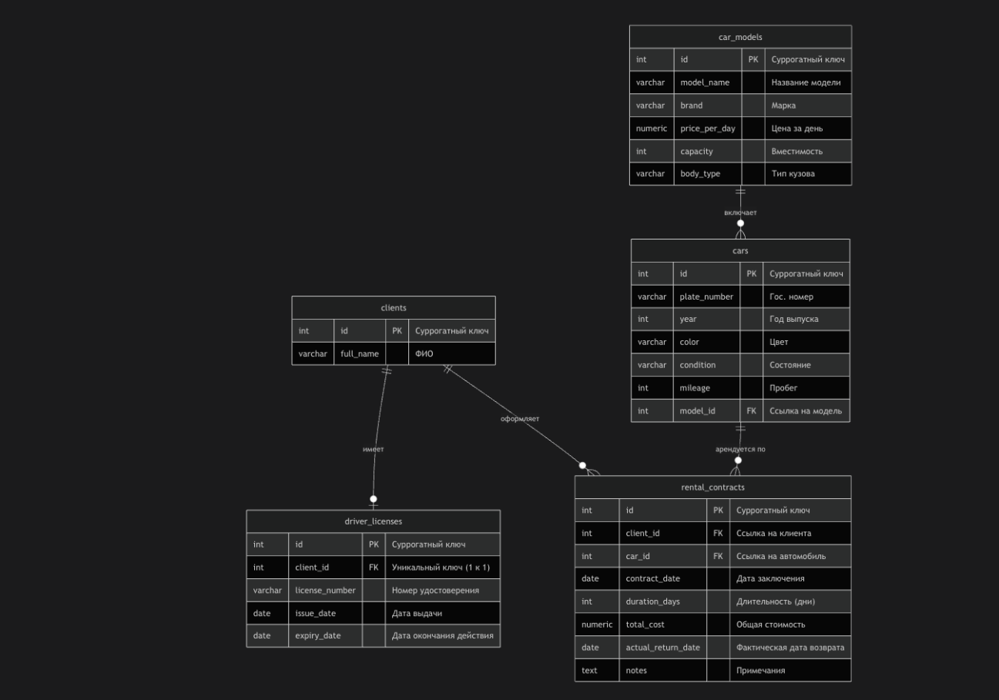 car_models
int id PK Суррогатный ключ
varchar model_name Название модели
varchar brand Марка
numeric price_per_day Цена за день
int capacity Вместимость
varchar body_type Тип кузова
включает
cars
int id PK Суррогатный ключ
varchar plate_number Гос. номер
int year Год выпуска
varchar color Цвет
varchar condition Состояние
int mileage Пробег
int model_id FK Ссылка на модель
clients
int id PK Суррогатный ключ
varchar full_name ФИО
оформляет
имеет
арендуется по
driver_licenses
int id PK Суррогатный ключ
int client_id FK Уникальный ключ (1 к 1)
varchar license_number Номер удостоверения
date issue_date Дата выдачи
date expiry_date Дата окончания действия
rental_contracts
int id PK Суррогатный ключ
int client_id FK Ссылка на клиента
int car_id FK Ссылка на автомобиль
date contract_date Дата заключения
int duration_days Длительность (дни)
numeric total_cost Общая стоимость
date actual_return_date Фактическая дата возврата
text notes Примечания